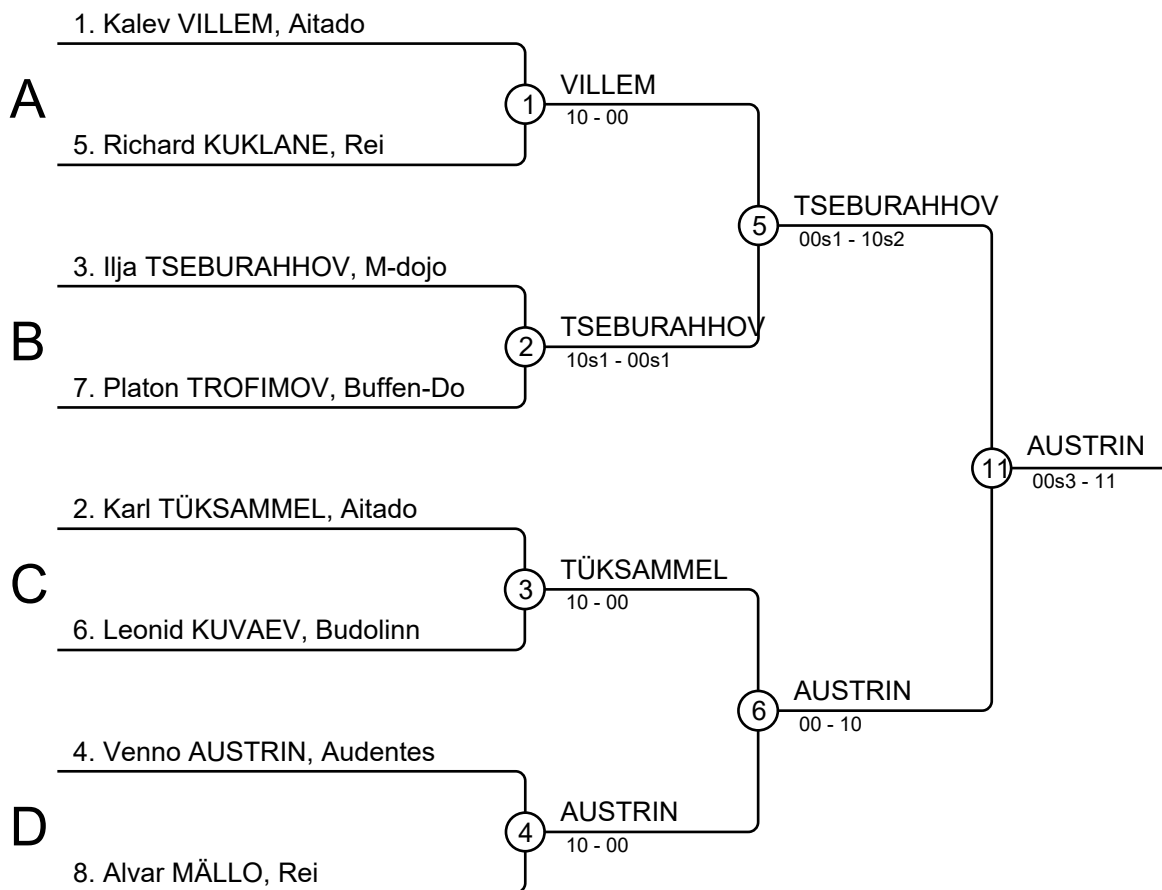 1. Kalev VILLEM, Aitado
A
1
VILLEM
10 - 00
5. Richard KUKLANE, Rei
5
TSEBURAHHOV
00s1 - 10s2
3. Ilja TSEBURAHHOV, M-dojo
B
2
TSEBURAHHOV
10s1 - 00s1
7. Platon TROFIMOV, Buffen-Do
11
AUSTRIN
00s3 - 11
2. Karl TÜKSAMMEL, Aitado
C
3
TÜKSAMMEL
10 - 00
6. Leonid KUVAEV, Budolinn
6
AUSTRIN
00 - 10
4. Venno AUSTRIN, Audentes
D
4
AUSTRIN
10 - 00
8. Alvar MÄLLO, Rei